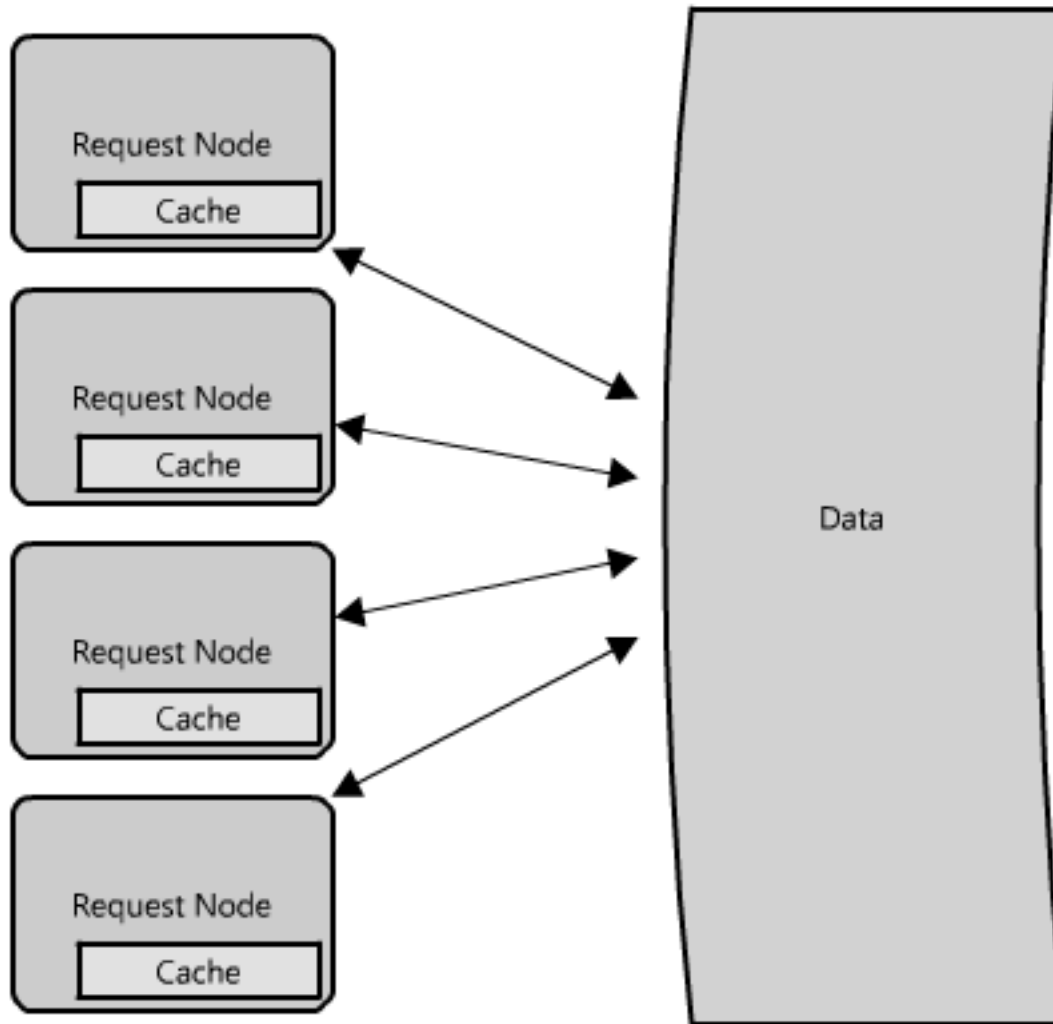 Request Node
Cache
Request Node
Cache
Data
Request Node
Cache
Request Node
Cache